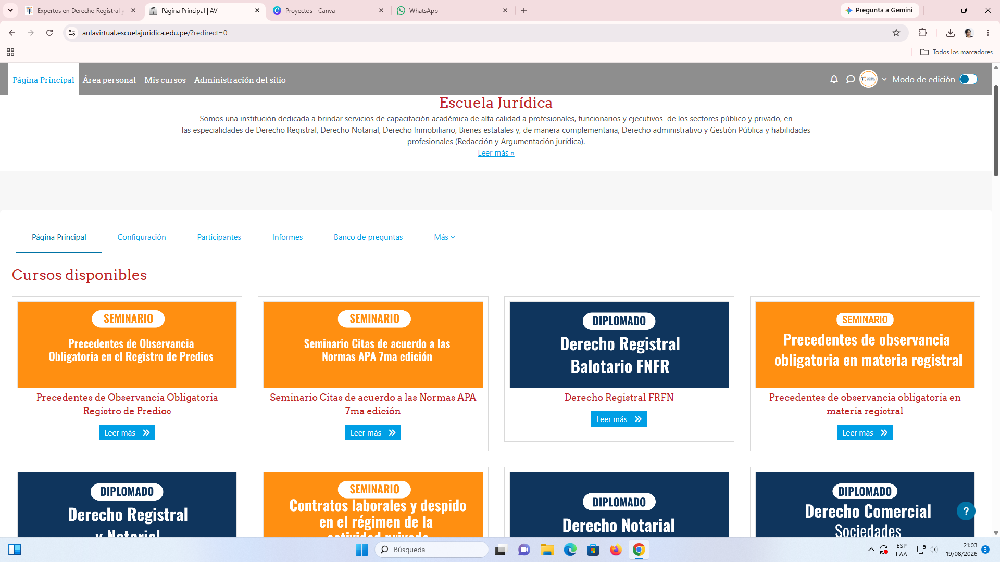 Expertos en Derecho Registral y
Página Principal | AV
Proyectos - Canva
WhatsApp
Pregunta a Gemini
aulavirtual.escuelajuridica.edu.pe/?redirect=0
Todos los marcadores
Página Principal
Área personal
Mis cursos
Administración del sitio
Modo de edición
Escuela Jurídica
Somos una institución dedicada a brindar servicios de capacitación académica de alta calidad a profesionales, funcionarios y ejecutivos  de los sectores público y privado, en
las especialidades de Derecho Registral, Derecho Notarial, Derecho Inmobiliario, Bienes estatales y, de manera complementaria, Derecho administrativo y Gestión Pública y habilidades
profesionales (Redacción y Argumentación jurídica).
Leer más »
Página Principal
Configuración
Participantes
Informes
Banco de preguntas
Más
Cursos disponibles
SEMINARIO
Precedentes de Observancia
Obligatoria en el Registro de Predios
Precedentes de Observancia Obligatoria
Registro de Predios
Leer más
SEMINARIO
Seminario Citas de acuerdo a las
Normas APA 7ma edición
Seminario Citas de acuerdo a las Normas APA
7ma edición
Leer más
DIPLOMADO
Derecho Registral
Balotario FNFR
Derecho Registral FRFN
Leer más
SEMINARIO
Precedentes de observancia
obligatoria en materia registral
Precedentes de observancia obligatoria en
materia registral
Leer más
DIPLOMADO
Derecho Registral
y Notarial
SEMINARIO
Contratos laborales y despido
en el régimen de la
actividad privada
DIPLOMADO
Derecho Notarial
DIPLOMADO
Derecho Comercial
Sociedades
?
Búsqueda
ESP
LAA
21:03
19/08/2026
3